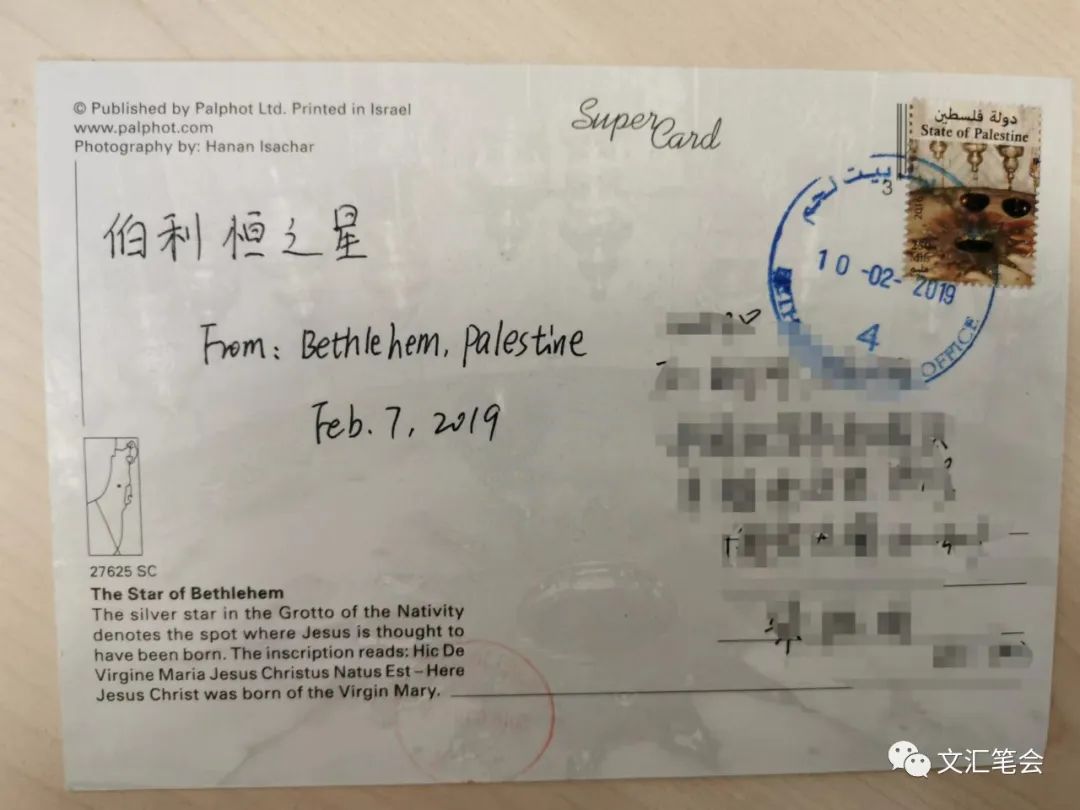 © Published by Palphot Ltd. Printed in Israel
www.palphot.com
Photography by: Hanan Isachar
Super Card
دولة فلسطين
State of Palestine
2016
بيت لحم
3
10-02-2019
4
OFFICE
伯利恒之星
From: Bethlehem, Palestine
Feb. 7, 2019
27625 SC
The Star of Bethlehem
The silver star in the Grotto of the Nativity
denotes the spot where Jesus is thought to
have been born. The inscription reads: Hic De
Virgine Maria Jesus Christus Natus Est – Here
Jesus Christ was born of the Virgin Mary.
文汇笔会